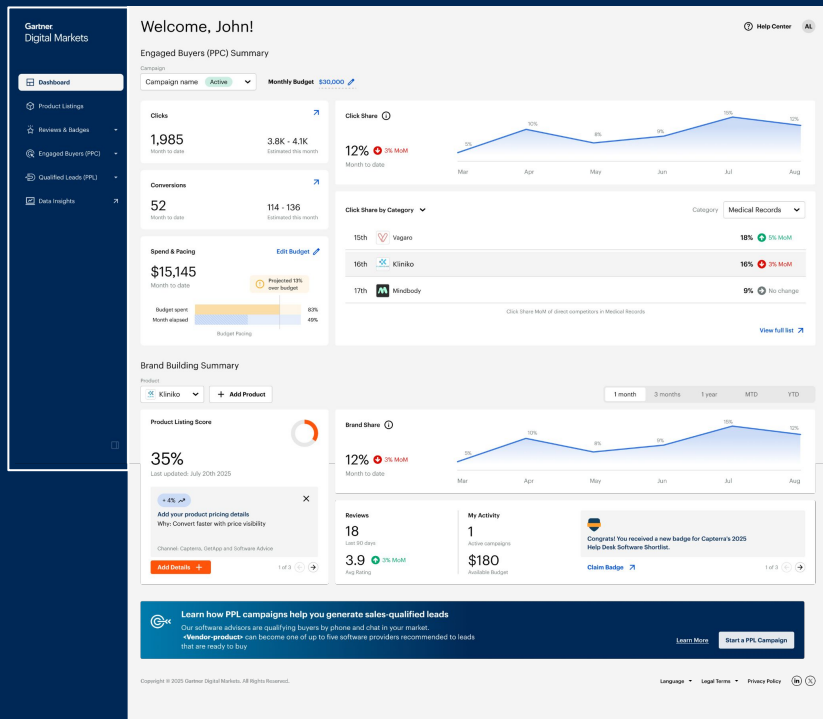 Gartner
Digital Markets
Dashboard
Product Listings
Reviews & Badges
Engaged Buyers (PPC)
Qualified Leads (PPL)
Data Insights
Welcome, John!
Help Center AL
Engaged Buyers (PPC) Summary
Campaign
Campaign name Active Monthly Budget $30,000
Clicks
1,985 3.8K - 4.1K
Month to date Estimated this month
Conversions
52 114 - 136
Month to date Estimated this month
Spend & Pacing Edit Budget
$15,145
Month to date
Projected 13%
over budget
Budget spent 83%
Month elapsed 49%
Budget Pacing
Click Share
12% 3% MoM
Month to date
5% 10% 8% 9% 15% 12%
Mar Apr May Jun Jul Aug
Click Share by Category Category Medical Records
15th Vagaro 18% 5% MoM
16th Kliniko 16% 3% MoM
17th Mindbody 9% No change
Click Share MoM of direct competitors in Medical Records
View full list
Brand Building Summary
Product
Kliniko + Add Product
1 month 3 months 1 year MTD YTD
Product Listing Score
35%
Last updated: July 20th 2025
+ 4%
Add your product pricing details
Why: Convert faster with price visibility
Channel: Capterra, GetApp and Software Advice
Add Details + 1 of 3
Brand Share
12% 3% MoM
Month to date
5% 10% 8% 9% 15% 12%
Mar Apr May Jun Jul Aug
Reviews
18
Last 90 days
3.9 3% MoM
Avg Rating
My Activity
1
Active campaigns
$180
Available Budget
Congrats! You received a new badge for Capterra's 2025
Help Desk Software Shortlist.
Claim Badge 1 of 3
Learn how PPL campaigns help you generate sales-qualified leads
Our software advisors are qualifying buyers by phone and chat in your market.
<Vendor-product> can become one of up to five software providers recommended to leads
that are ready to buy
Learn More Start a PPL Campaign
Copyright © 2025 Gartner Digital Markets. All Rights Reserved.
Language Legal Terms Privacy Policy in X